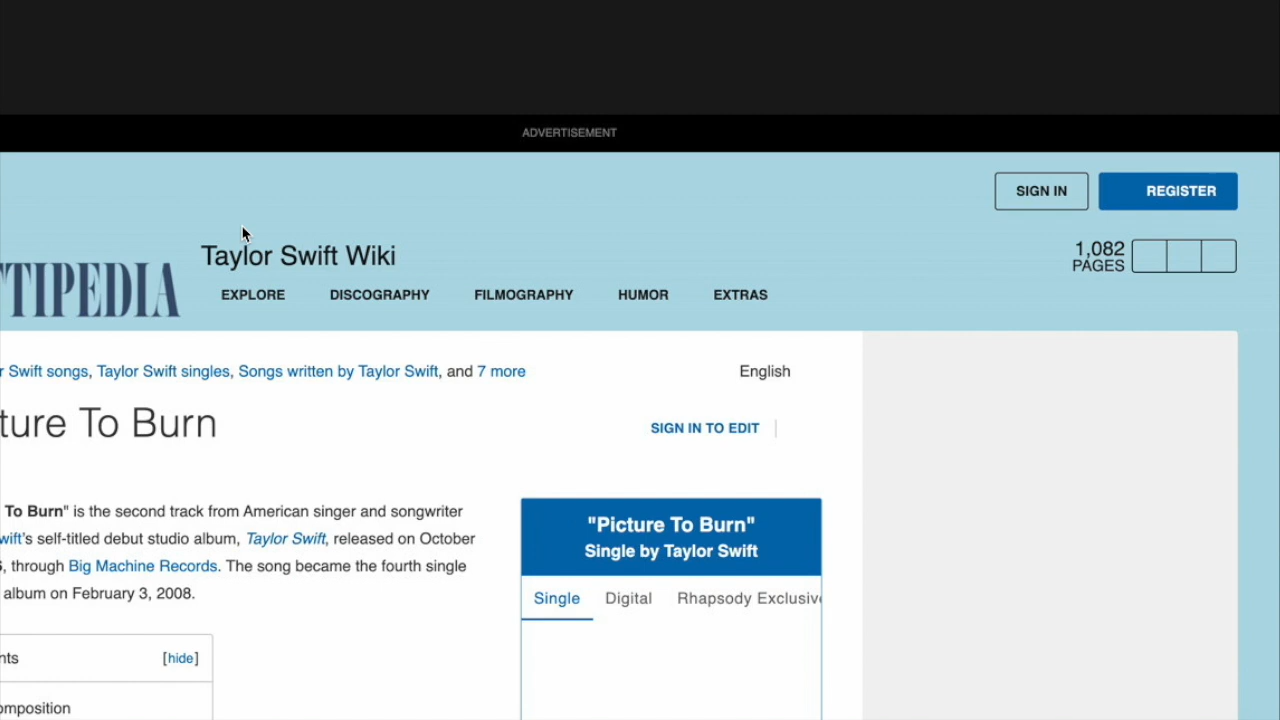 ADVERTISEMENT
SIGN IN
REGISTER
TIPEDIA
Taylor Swift Wiki
1,082
PAGES
EXPLORE
DISCOGRAPHY
FILMOGRAPHY
HUMOR
EXTRAS
r Swift songs, Taylor Swift singles, Songs written by Taylor Swift, and 7 more
English
ture To Burn
SIGN IN TO EDIT
To Burn" is the second track from American singer and songwriter
wift's self-titled debut studio album, Taylor Swift, released on October
, through Big Machine Records. The song became the fourth single
album on February 3, 2008.
"Picture To Burn"
Single by Taylor Swift
Single
Digital
Rhapsody Exclusive
nts
[hide]
omposition